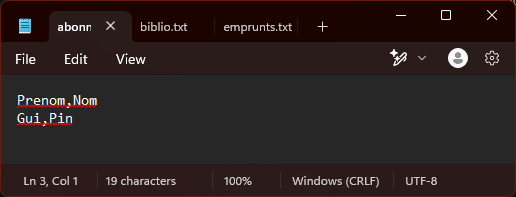 abonn
biblio.txt
emprunts.txt
File Edit View
Prenom,Nom
Gui,Pin
Ln 3, Col 1
19 characters
100%
Windows (CRLF)
UTF-8